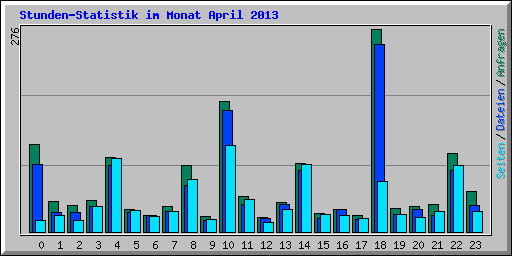 Stunden-Statistik im Monat April 2013
276
Seiten / Dateien / Anfragen
0 1 2 3 4 5 6 7 8 9 10 11 12 13 14 15 16 17 18 19 20 21 22 23